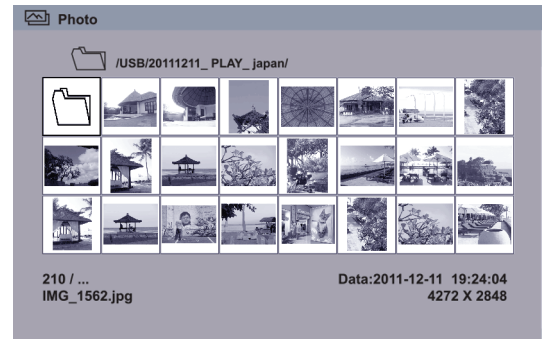 Photo
/USB/20111211_ PLAY_ japan/
210 / ...
IMG_1562.jpg
Data:2011-12-11 19:24:04
4272 X 2848